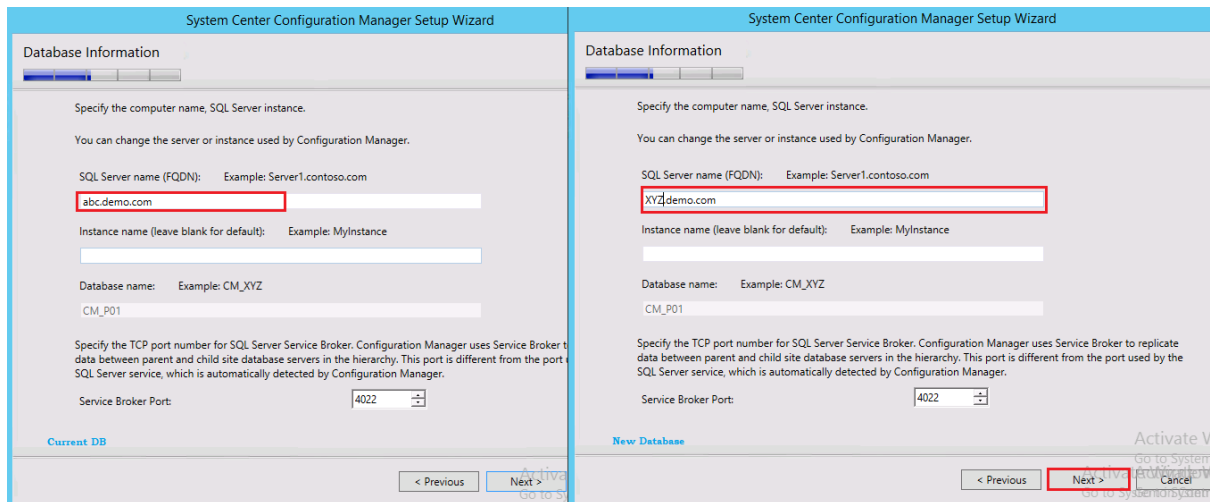 System Center Configuration Manager Setup Wizard
Database Information
Specify the computer name, SQL Server instance.
You can change the server or instance used by Configuration Manager.
SQL Server name (FQDN): Example: Server1.contoso.com
abc.demo.com
Instance name (leave blank for default): Example: MyInstance
Database name: Example: CM_XYZ
CM_P01
Specify the TCP port number for SQL Server Service Broker. Configuration Manager uses Service Broker
data between parent and child site database servers in the hierarchy. This port is different from the port
SQL Server service, which is automatically detected by Configuration Manager.
Service Broker Port: 4022
Current DB
< Previous Next >
System Center Configuration Manager Setup Wizard
Database Information
Specify the computer name, SQL Server instance.
You can change the server or instance used by Configuration Manager.
SQL Server name (FQDN): Example: Server1.contoso.com
XYZ.demo.com
Instance name (leave blank for default): Example: MyInstance
Database name: Example: CM_XYZ
CM_P01
Specify the TCP port number for SQL Server Service Broker. Configuration Manager uses Service Broker to replicate
data between parent and child site database servers in the hierarchy. This port is different from the port used by the
SQL Server service, which is automatically detected by Configuration Manager.
Service Broker Port: 4022
New Database
Activate
Go to System
< Previous Next > Cancel